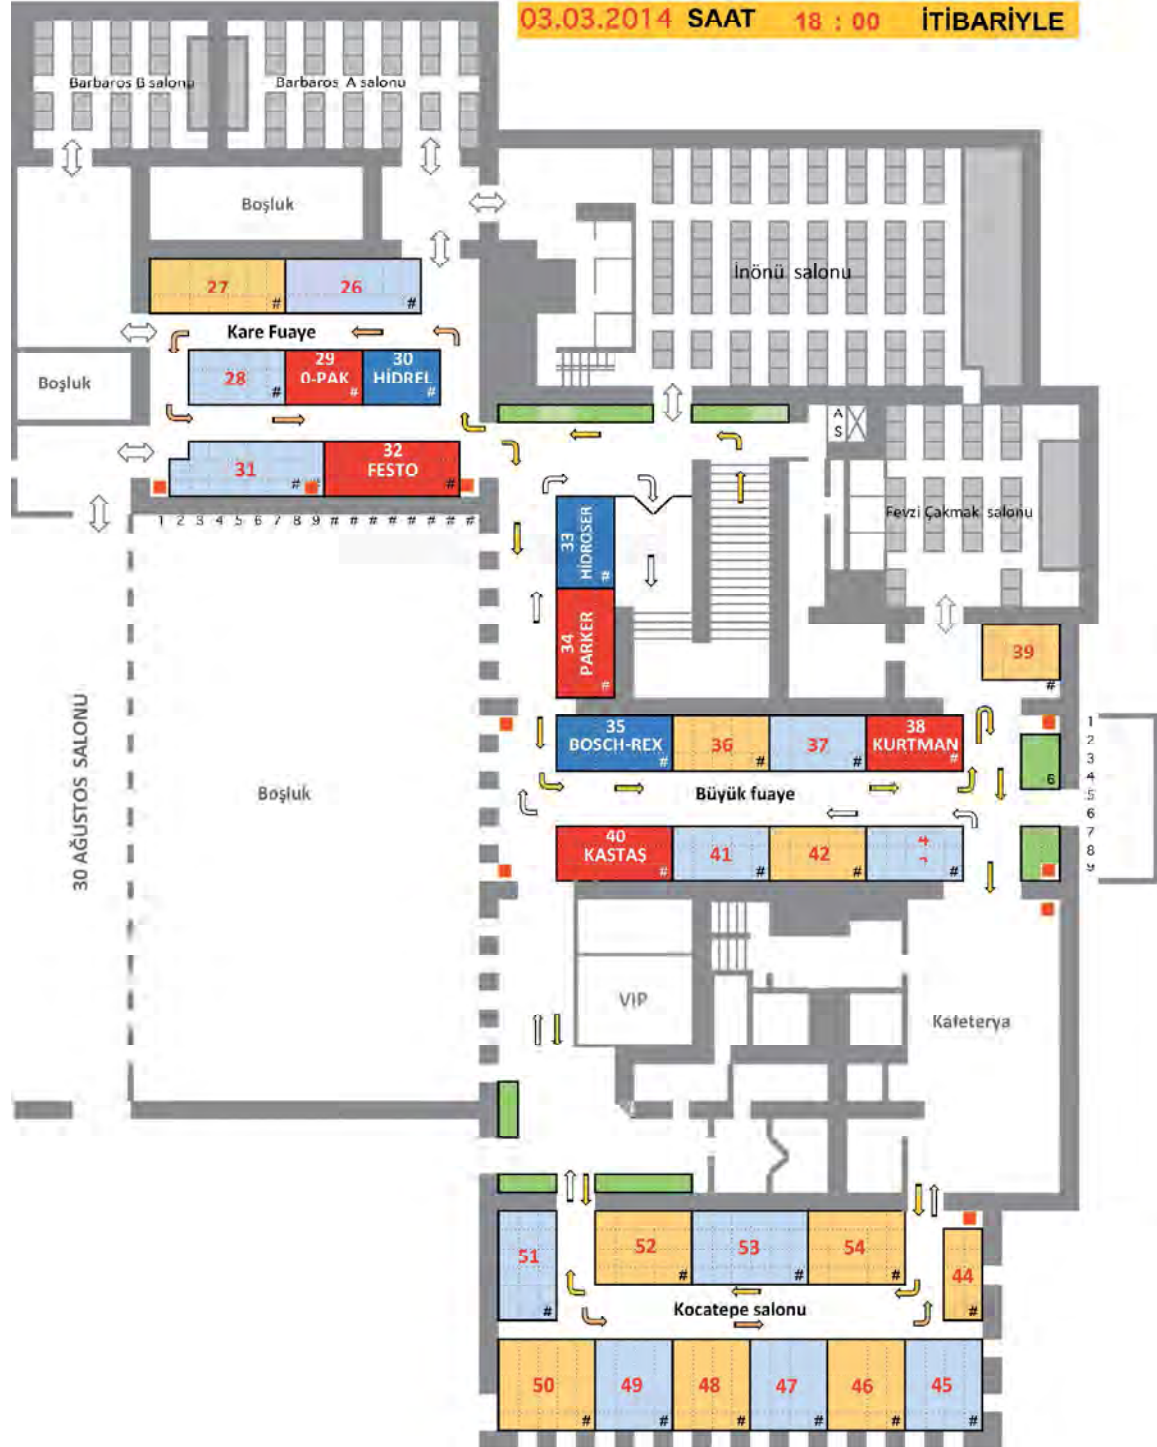 03.03.2014 SAAT 18 : 00 İTİBARİYLE
Barbaros B salonu
Barbaros A salonu
Boşluk
İnönü salonu
27 #
26 #
Kare Fuaye
Boşluk
28 #
29
O-PAK
#
30
HİDREL
#
A
S
31 # #
32
FESTO
#
1 2 3 4 5 6 7 8 9 # # # # # # # #
Fevzi Çakmak salonu
33
HİDROSER
#
34
PARKER
#
39
#
30 AĞUSTOS SALONU
Boşluk
35
BOSCH-REX
#
36 #
37 #
38
KURTMAN
#
6
1
2
3
4
5
6
7
8
9
Büyük fuaye
40
KASTAŞ
#
41 #
42 #
4
#
VIP
Kafeterya
51
#
52
#
53
#
54
#
44
#
Kocatepe salonu
50
#
49
#
48
#
47
#
46
#
45
#